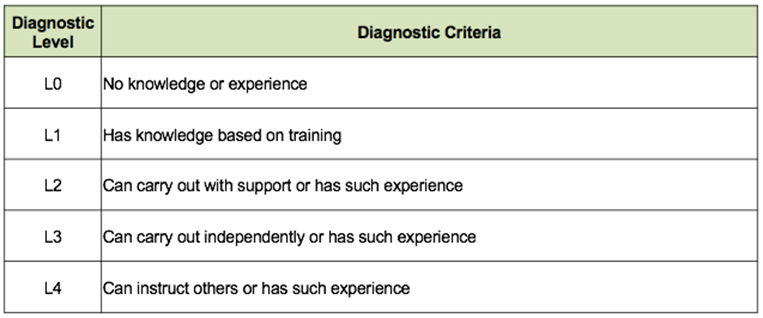 Diagnostic
Level
Diagnostic Criteria
L0
No knowledge or experience
L1
Has knowledge based on training
L2
Can carry out with support or has such experience
L3
Can carry out independently or has such experience
L4
Can instruct others or has such experience